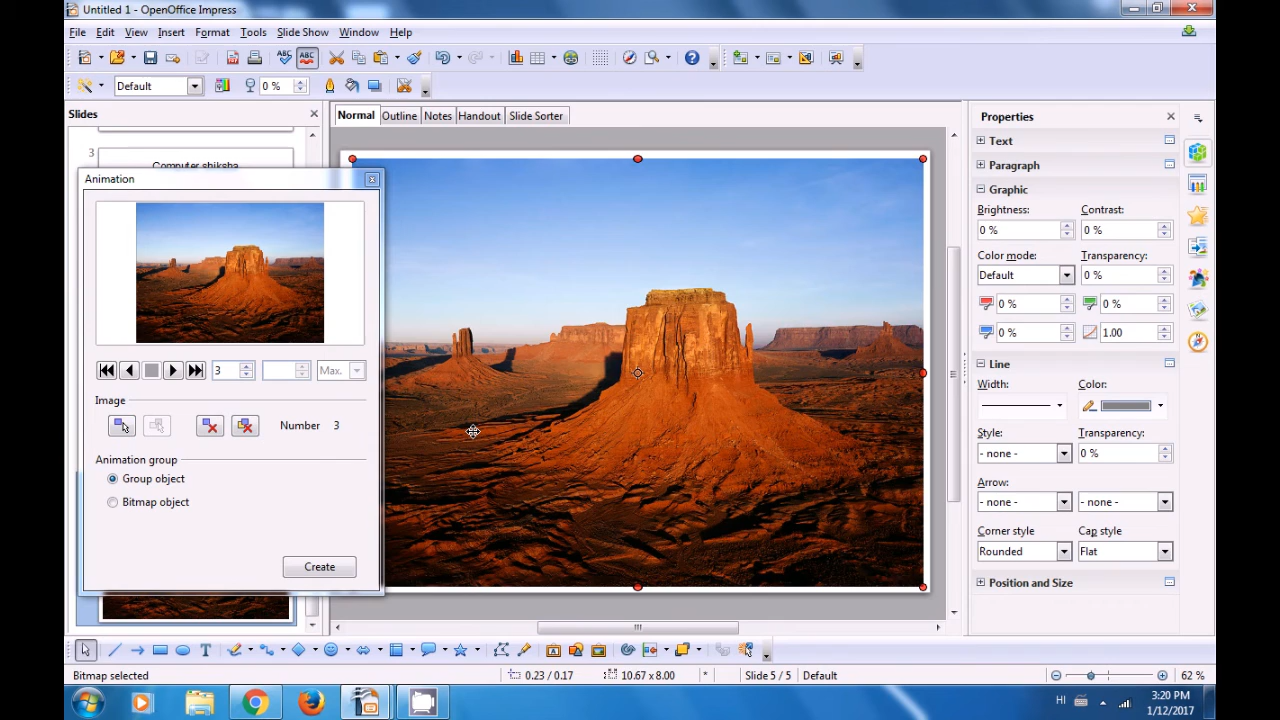 Untitled 1 - OpenOffice Impress
File Edit View Insert Format Tools Slide Show Window Help
Default
0 %
Slides
Normal Outline Notes Handout Slide Sorter
Properties
3
Computer shiksha
Animation
3
Max.
Image
Number 3
Animation group
Group object
Bitmap object
Create
Text
Paragraph
Graphic
Brightness: Contrast:
0 % 0 %
Color mode: Transparency:
Default 0 %
0 % 0 %
0 % 1.00
Line
Width: Color:
Style: Transparency:
- none - 0 %
Arrow:
- none - - none -
Corner style Cap style
Rounded Flat
Position and Size
Bitmap selected
0.23 / 0.17
10.67 x 8.00
*
Slide 5 / 5
Default
62 %
HI
3:20 PM
1/12/2017